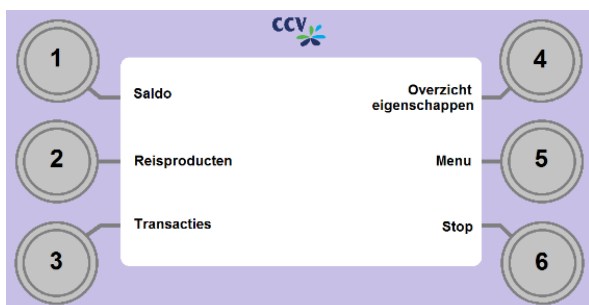 CCV
1
Saldo
2
Reisproducten
3
Transacties
4
Overzicht
eigenschappen
5
Menu
6
Stop